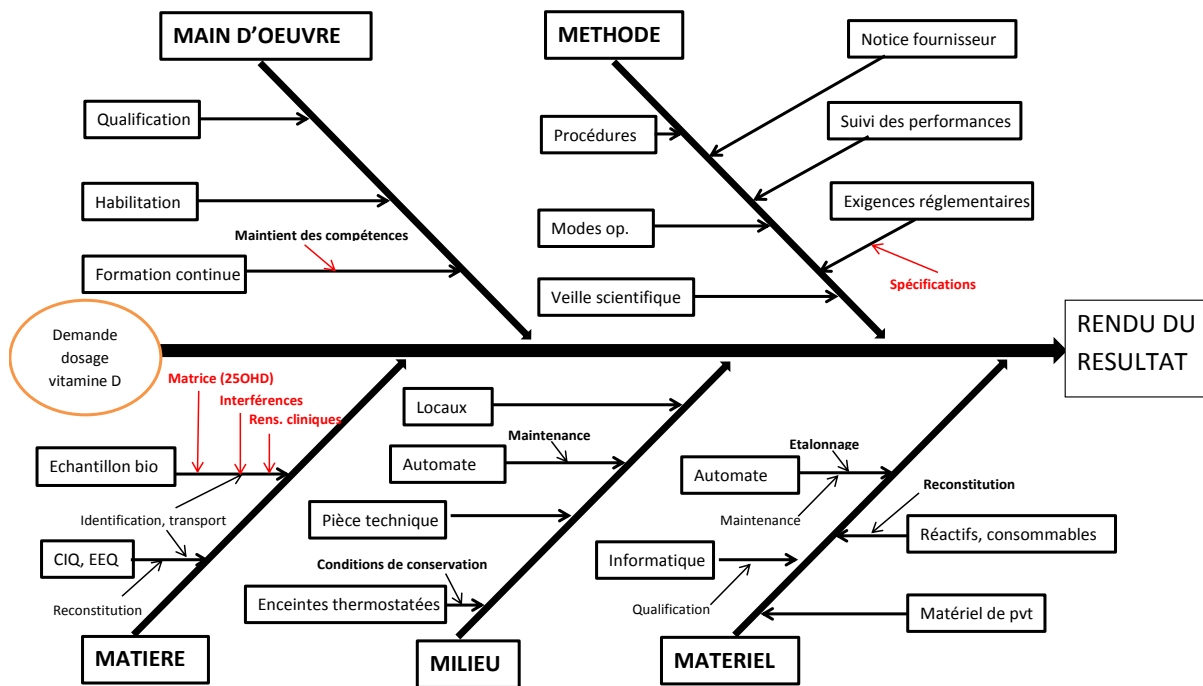 MAIN D'OEUVRE
METHODE
Notice fournisseur
Qualification
Procédures
Suivi des performances
Habilitation
Modes op.
Exigences réglementaires
Maintient des compétences
Formation continue
Spécifications
Veille scientifique
Demande
dosage
vitamine D
RENDU DU
RESULTAT
Matrice (25OHD)
Interférences
Rens. cliniques
Echantillon bio
Identification, transport
CIQ, EEQ
Reconstitution
MATIERE
Locaux
Maintenance
Automate
Pièce technique
Conditions de conservation
Enceintes thermostatées
MILIEU
Etalonnage
Automate
Maintenance
Reconstitution
Réactifs, consommables
Informatique
Qualification
Matériel de pvt
MATERIEL